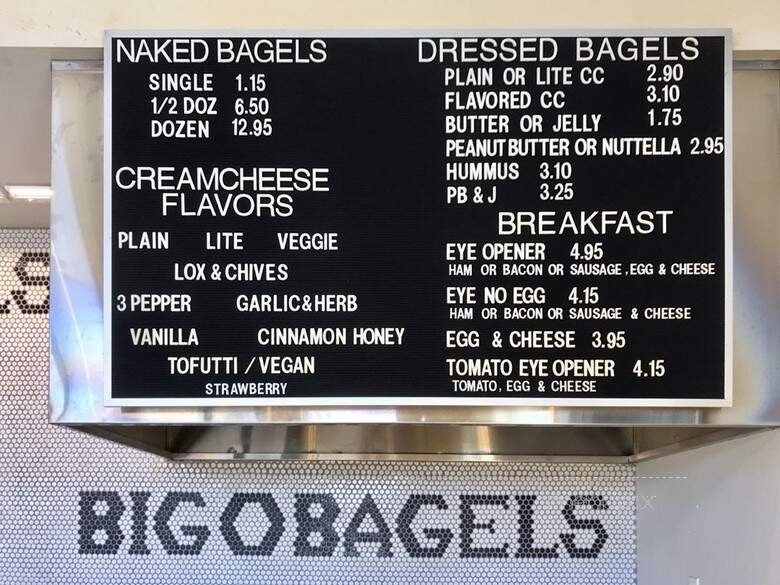 NAKED BAGELS
SINGLE 1.15
1/2 DOZ 6.50
DOZEN 12.95
CREAMCHEESE
FLAVORS
PLAIN LITE VEGGIE
LOX & CHIVES
3 PEPPER GARLIC&HERB
VANILLA CINNAMON HONEY
TOFUTTI / VEGAN
STRAWBERRY
DRESSED BAGELS
PLAIN OR LITE CC 2.90
FLAVORED CC 3.10
BUTTER OR JELLY 1.75
PEANUT BUTTER OR NUTTELLA 2.95
HUMMUS 3.10
PB & J 3.25
BREAKFAST
EYE OPENER 4.95
HAM OR BACON OR SAUSAGE , EGG & CHEESE
EYE NO EGG 4.15
HAM OR BACON OR SAUSAGE & CHEESE
EGG & CHEESE 3.95
TOMATO EYE OPENER 4.15
TOMATO, EGG & CHEESE
BIG O BAGELS